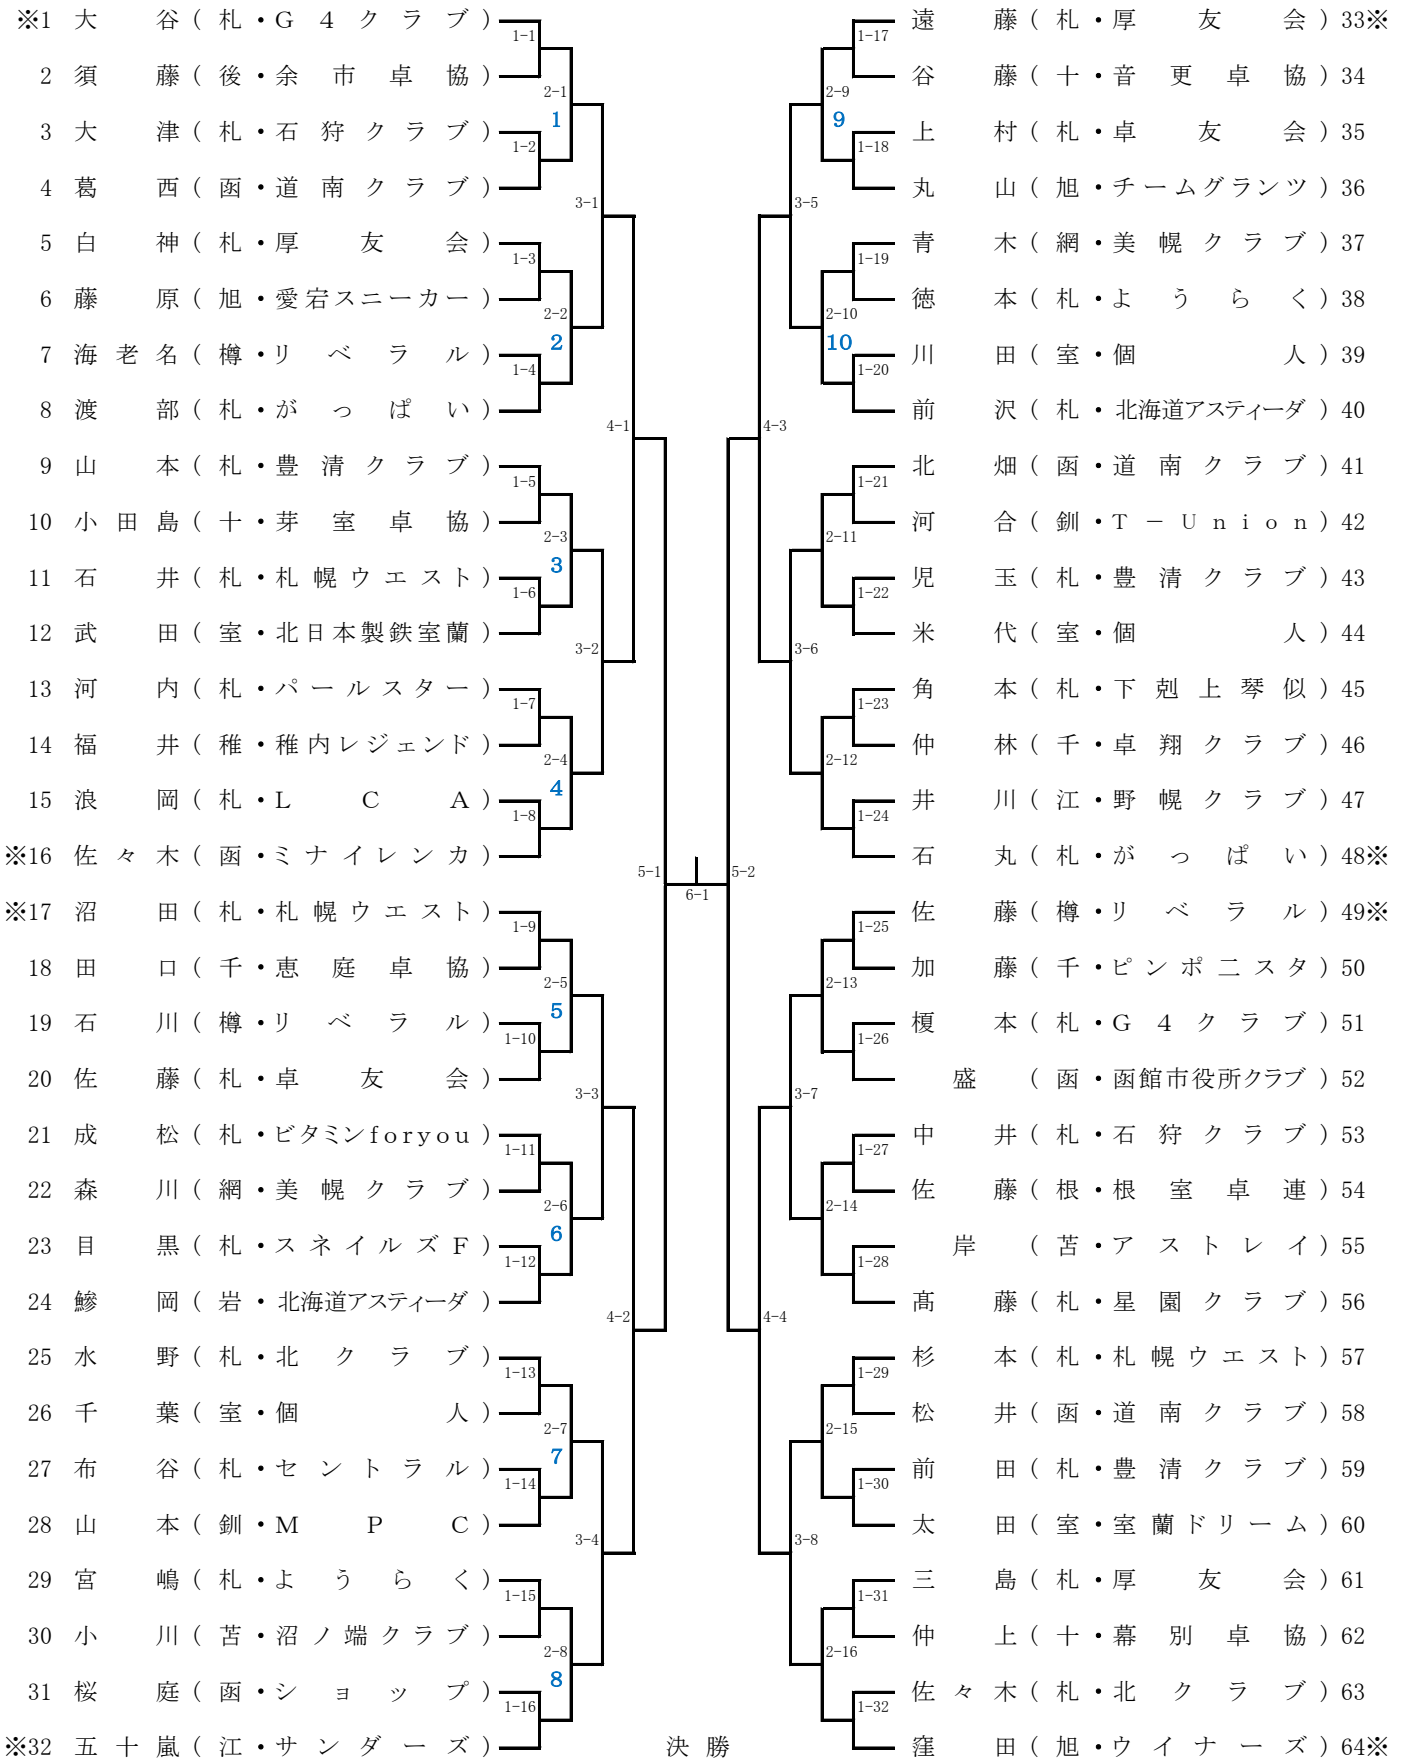 ※1 大谷(札・G4クラブ)
1-1
2 須藤(後・余市卓協)
2-1
1
3 大津(札・石狩クラブ)
1-2
4 葛西(函・道南クラブ)
3-1
5 白神(札・厚友会)
1-3
6 藤原(旭・愛宕スニーカー)
2-2
2
7 海老名(樽・リベラル)
1-4
8 渡部(札・がっぱい)
4-1
9 山本(札・豊清クラブ)
1-5
10 小田島(十・芽室卓協)
2-3
3
11 石井(札・札幌ウエスト)
1-6
12 武田(室・北日本製鉄室蘭)
3-2
13 河内(札・パールスター)
1-7
14 福井(稚・稚内レジェンド)
2-4
4
15 浪岡(札・LCA)
1-8
※16 佐々木(函・ミナイレンカ)
5-1
※17 沼田(札・札幌ウエスト)
1-9
18 田口(千・恵庭卓協)
2-5
5
19 石川(樽・リベラル)
1-10
20 佐藤(札・卓友会)
3-3
21 成松(札・ビタミンforyou)
1-11
22 森川(網・美幌クラブ)
2-6
6
23 目黒(札・スネイルズF)
1-12
24 鰺岡(岩・北海道アスティーダ)
4-2
25 水野(札・北クラブ)
1-13
26 千葉(室・個人)
2-7
7
27 布谷(札・セントラル)
1-14
28 山本(釧・MPC)
3-4
29 宮嶋(札・ようらく)
1-15
30 小川(苫・沼ノ端クラブ)
2-8
8
31 桜庭(函・ショップ)
1-16
※32 五十嵐(江・サンダーズ)
6-1
決勝
遠藤(札・厚友会)33※
1-17
谷藤(十・音更卓協)34
2-9
9
上村(札・卓友会)35
1-18
丸山(旭・チームグランツ)36
3-5
青木(網・美幌クラブ)37
1-19
徳本(札・ようらく)38
2-10
10
川田(室・個人)39
1-20
前沢(札・北海道アスティーダ)40
4-3
北畑(函・道南クラブ)41
1-21
河合(釧・T-Union)42
2-11
児玉(札・豊清クラブ)43
1-22
米代(室・個人)44
3-6
角本(札・下剋上琴似)45
1-23
仲林(千・卓翔クラブ)46
2-12
井川(江・野幌クラブ)47
1-24
石丸(札・がっぱい)48※
5-2
佐藤(樽・リベラル)49※
1-25
加藤(千・ピンポニスタ)50
2-13
榎本(札・G4クラブ)51
1-26
盛(函・函館市役所クラブ)52
3-7
中井(札・石狩クラブ)53
1-27
佐藤(根・根室卓連)54
2-14
岸(苫・アストレイ)55
1-28
髙藤(札・星園クラブ)56
4-4
杉本(札・札幌ウエスト)57
1-29
松井(函・道南クラブ)58
2-15
前田(札・豊清クラブ)59
1-30
太田(室・室蘭ドリーム)60
3-8
三島(札・厚友会)61
1-31
仲上(十・幕別卓協)62
2-16
佐々木(札・北クラブ)63
1-32
窪田(旭・ウイナーズ)64※